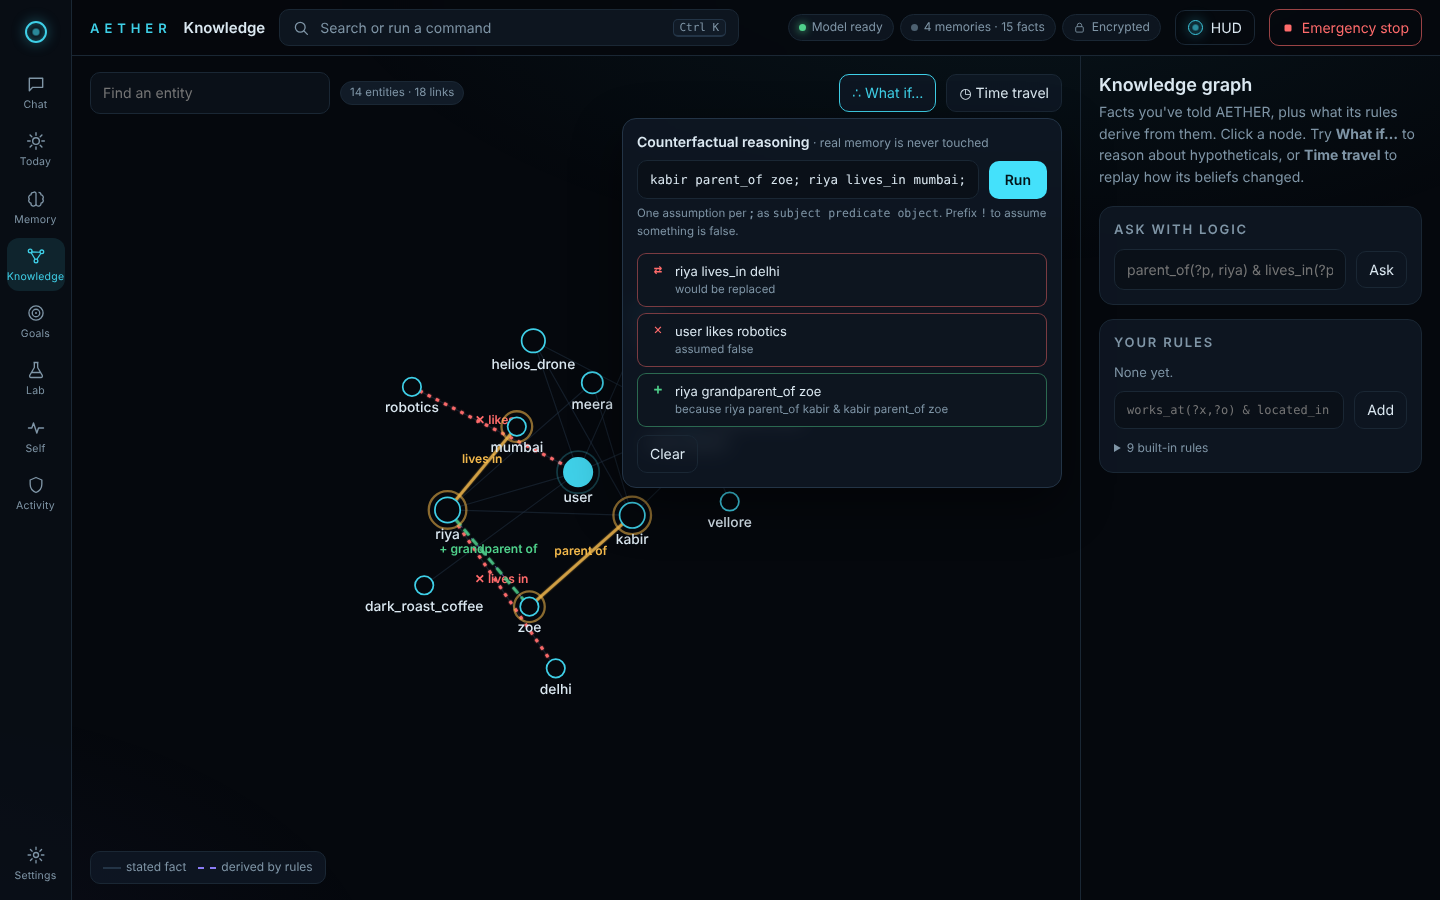 AETHER Knowledge
Search or run a command
Ctrl K
Model ready
4 memories · 15 facts
Encrypted
HUD
Emergency stop
Chat
Today
Memory
Knowledge
Goals
Lab
Self
Activity
Settings
Find an entity
14 entities · 18 links
∴ What if...
◷ Time travel
Counterfactual reasoning · real memory is never touched
kabir parent_of zoe; riya lives_in mumbai;
Run
One assumption per ; as subject predicate object. Prefix ! to assume
something is false.
⇄ riya lives_in delhi
would be replaced
✕ user likes robotics
assumed false
+ riya grandparent_of zoe
because riya parent_of kabir & kabir parent_of zoe
Clear
helios_drone
robotics
meera
✕ like
mumbai
lives in
user
vellore
riya
kabir
+ grandparent of
parent of
✕ lives in
dark_roast_coffee
zoe
delhi
stated fact
derived by rules
Knowledge graph
Facts you've told AETHER, plus what its rules
derive from them. Click a node. Try What if... to
reason about hypotheticals, or Time travel to
replay how its beliefs changed.
ASK WITH LOGIC
parent_of(?p, riya) & lives_in(?p
Ask
YOUR RULES
None yet.
works_at(?x,?o) & located_in
Add
9 built-in rules